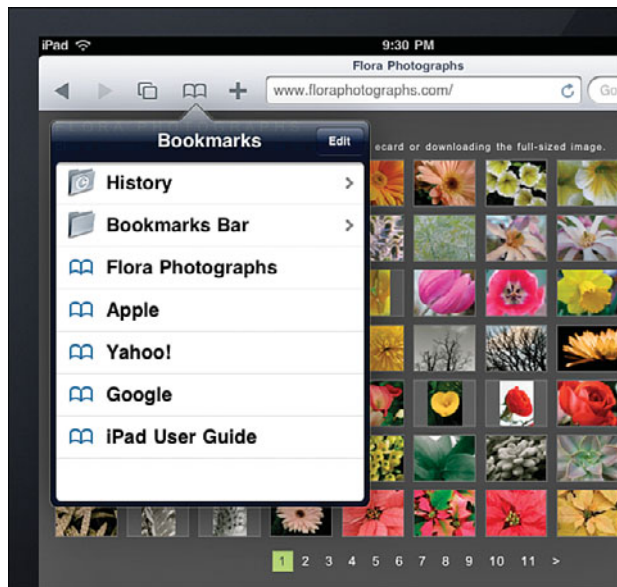 iPad 9:30 PM
Flora Photographs
www.floraphotographs.com/ Go
Bookmarks Edit
ecard or downloading the full-sized image.
History
Bookmarks Bar
Flora Photographs
Apple
Yahoo!
Google
iPad User Guide
1 2 3 4 5 6 7 8 9 10 11 >